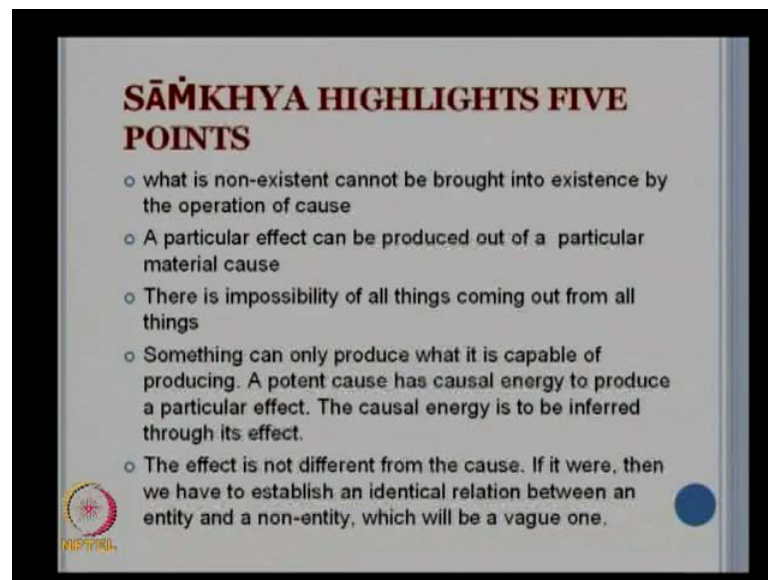 SĀṀKHYA HIGHLIGHTS FIVE
POINTS
what is non-existent cannot be brought into existence by
the operation of cause
A particular effect can be produced out of a particular
material cause
There is impossibility of all things coming out from all
things
Something can only produce what it is capable of
producing. A potent cause has causal energy to produce
a particular effect. The causal energy is to be inferred
through its effect.
The effect is not different from the cause. If it were, then
we have to establish an identical relation between an
entity and a non-entity, which will be a vague one.
NPTEL